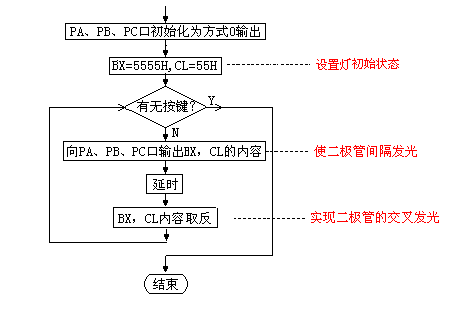 PA、PB、PC口初始化为方式0输出
BX=5555H,CL=55H
设置灯初始状态
有无按键?
Y
N
向PA、PB、PC口输出BX，CL的内容
使二极管间隔发光
延时
BX，CL内容取反
实现二极管的交叉发光
结束